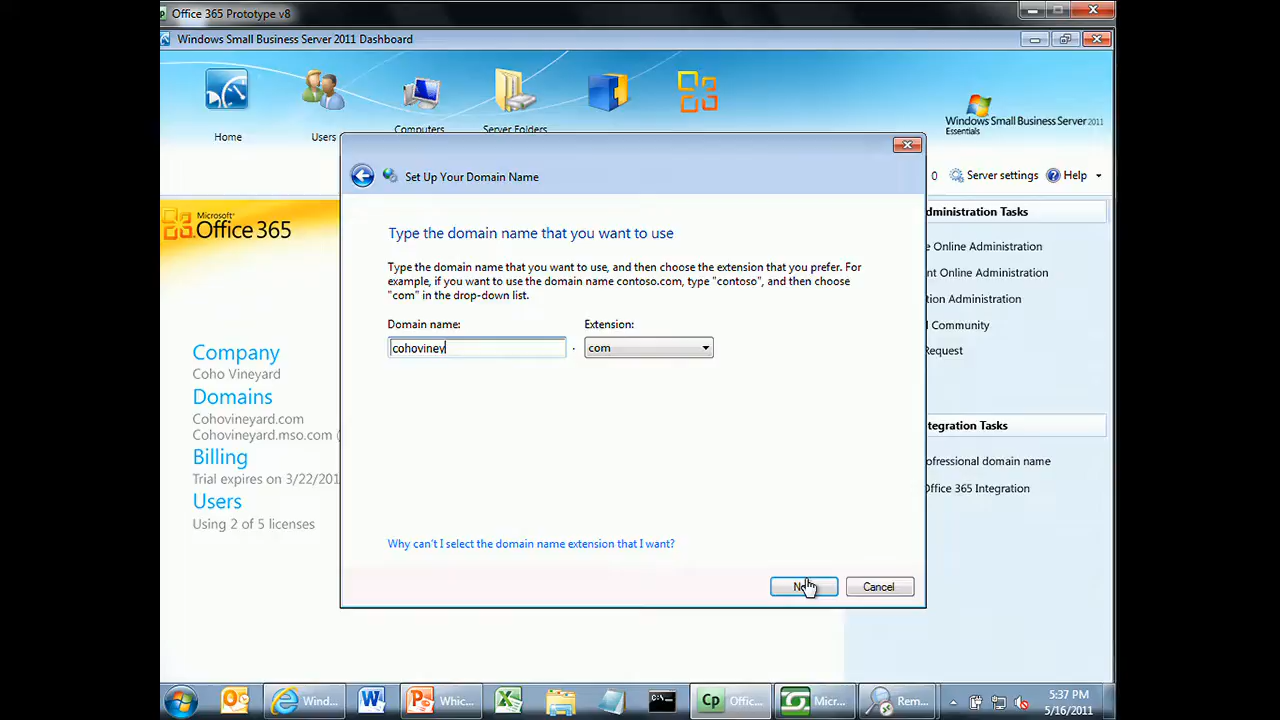 Cp Office 365 Prototype v8
Windows Small Business Server 2011 Dashboard
Home
Users
Computers
Server Folders
Windows Small Business Server 2011
Essentials
0 Server settings Help
Set Up Your Domain Name
Microsoft®
Office 365
Type the domain name that you want to use
Type the domain name that you want to use, and then choose the extension that you prefer. For
example, if you want to use the domain name contoso.com, type "contoso", and then choose
"com" in the drop-down list.
Domain name: Extension:
cohovinev . com
Why can't I select the domain name extension that I want?
Cancel
Company
Coho Vineyard
Domains
Cohovineyard.com
Cohovineyard.mso.com (
Billing
Trial expires on 3/22/201
Users
Using 2 of 5 licenses
dministration Tasks
e Online Administration
nt Online Administration
tion Administration
l Community
Request
tegration Tasks
ofessional domain name
Office 365 Integration
Wind...
Whic...
Cp Offic...
Micr...
Rem...
5:37 PM
5/16/2011